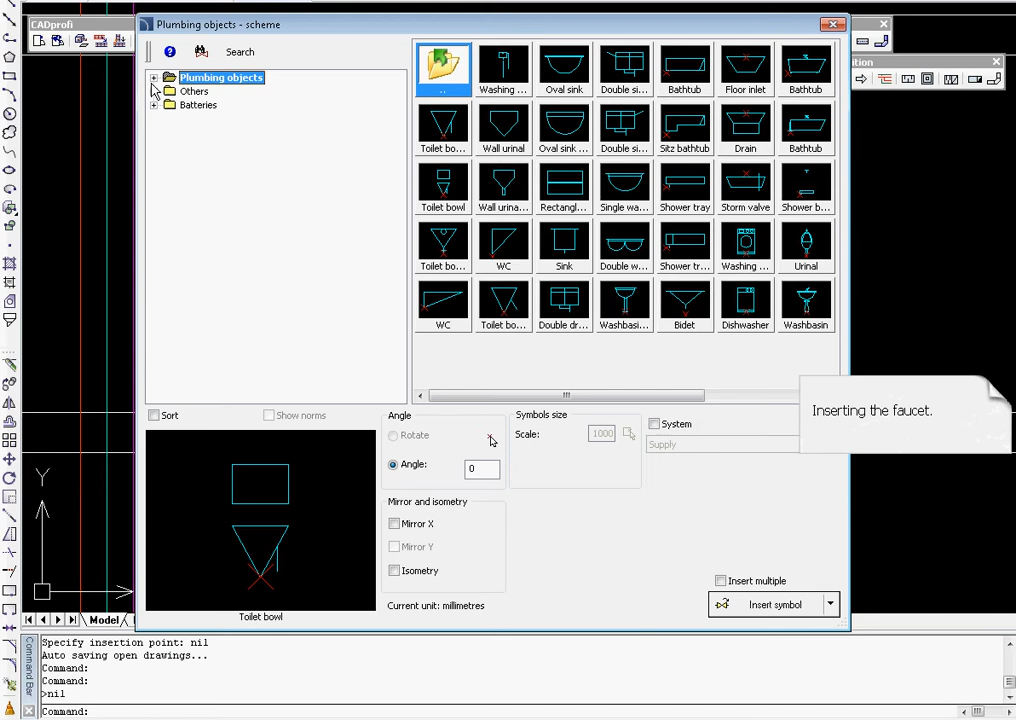 Plumbing objects - scheme
CADprofi
ition
Search
Plumbing objects
Others
Batteries
..
Washing ...
Oval sink
Double si...
Bathtub
Floor inlet
Bathtub
Toilet bo...
Wall urinal
Oval sink ...
Double si...
Sitz bathtub
Drain
Bathtub
Toilet bowl
Wall urina...
Rectangl...
Single wa...
Shower tray
Storm valve
Shower b...
Toilet bo...
WC
Sink
Double w...
Shower tr...
Washing ...
Urinal
WC
Toilet bo...
Double dr...
Washbasi...
Bidet
Dishwasher
Washbasin
Inserting the faucet.
Sort
Show norms
Angle
Rotate
Angle:
0
Symbols size
Scale:
1000
System
Supply
Mirror and isometry
Mirror X
Mirror Y
Isometry
Current unit: millimetres
Insert multiple
Insert symbol
Toilet bowl
Y
Model
Command Bar
Specify insertion point: nil
Auto saving open drawings...
Command:
Command:
>nil
Command: